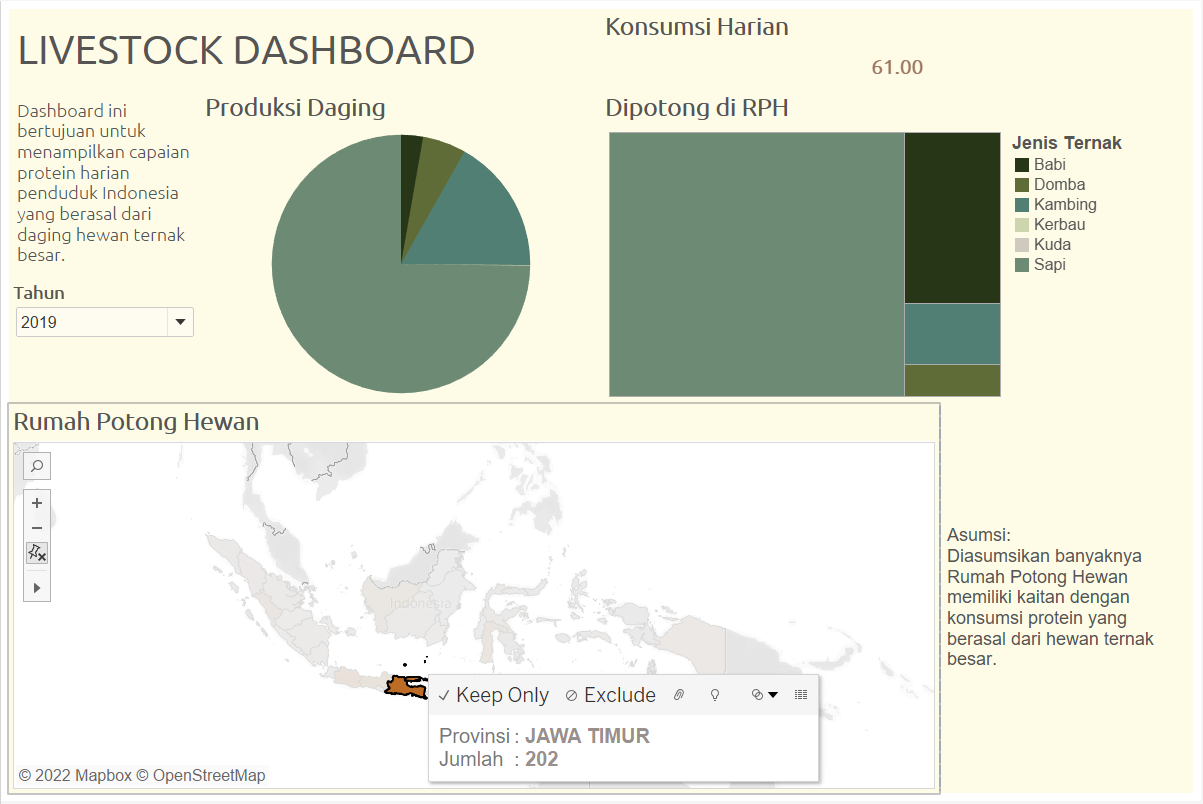 LIVESTOCK DASHBOARD
Konsumsi Harian
61.00
Dashboard ini
bertujuan untuk
menampilkan capaian
protein harian
penduduk Indonesia
yang berasal dari
daging hewan ternak
besar.
Tahun
2019
Produksi Daging
Dipotong di RPH
Jenis Ternak
Babi
Domba
Kambing
Kerbau
Kuda
Sapi
Rumah Potong Hewan
Indonesia
Keep Only
Exclude
Provinsi : JAWA TIMUR
Jumlah : 202
© 2022 Mapbox © OpenStreetMap
Asumsi:
Diasumsikan banyaknya
Rumah Potong Hewan
memiliki kaitan dengan
konsumsi protein yang
berasal dari hewan ternak
besar.